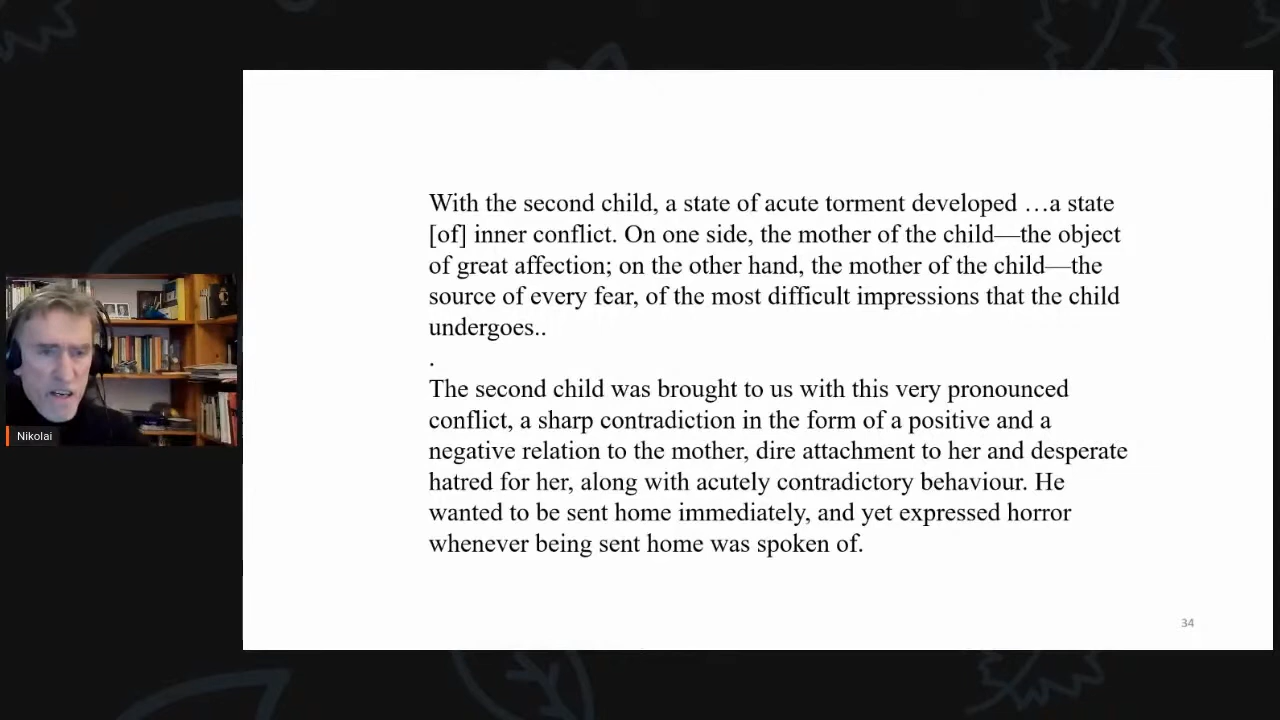 With the second child, a state of acute torment developed …a state
[of] inner conflict. On one side, the mother of the child—the object
of great affection; on the other hand, the mother of the child—the
source of every fear, of the most difficult impressions that the child
undergoes..
.
The second child was brought to us with this very pronounced
conflict, a sharp contradiction in the form of a positive and a
negative relation to the mother, dire attachment to her and desperate
hatred for her, along with acutely contradictory behaviour. He
wanted to be sent home immediately, and yet expressed horror
whenever being sent home was spoken of.
34
Nikolai